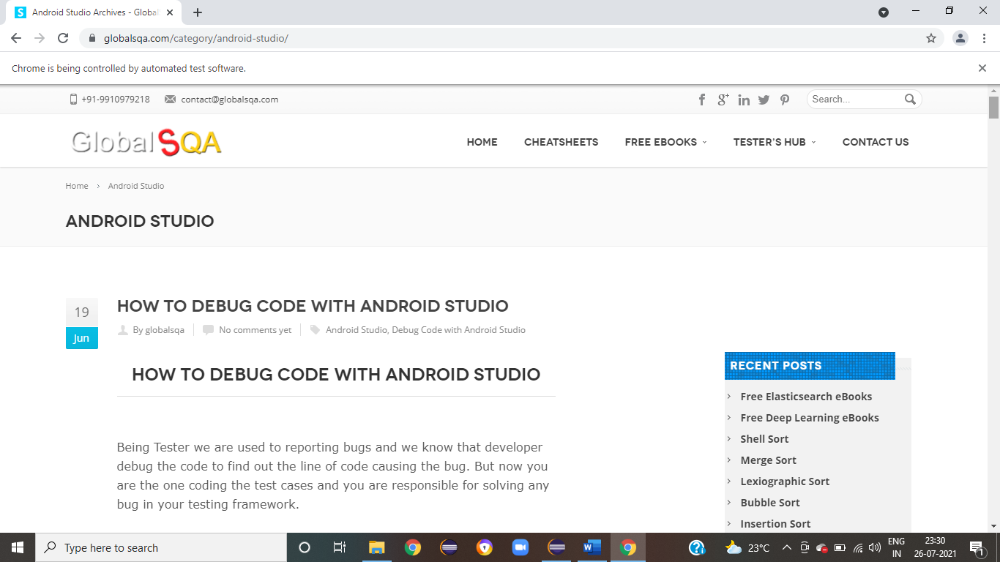 Android Studio Archives - Global
globalsqa.com/category/android-studio/
Chrome is being controlled by automated test software.
+91-9910979218 contact@globalsqa.com
Search...
GlobalSQA
HOME CHEATSHEETS FREE EBOOKS TESTER'S HUB CONTACT US
Home › Android Studio
ANDROID STUDIO
19
Jun
HOW TO DEBUG CODE WITH ANDROID STUDIO
By globalsqa No comments yet Android Studio, Debug Code with Android Studio
HOW TO DEBUG CODE WITH ANDROID STUDIO
Being Tester we are used to reporting bugs and we know that developer
debug the code to find out the line of code causing the bug. But now you
are the one coding the test cases and you are responsible for solving any
bug in your testing framework.
RECENT POSTS
Free Elasticsearch eBooks
Free Deep Learning eBooks
Shell Sort
Merge Sort
Lexiographic Sort
Bubble Sort
Insertion Sort
Type here to search
23°C
ENG
IN
23:30
26-07-2021
1